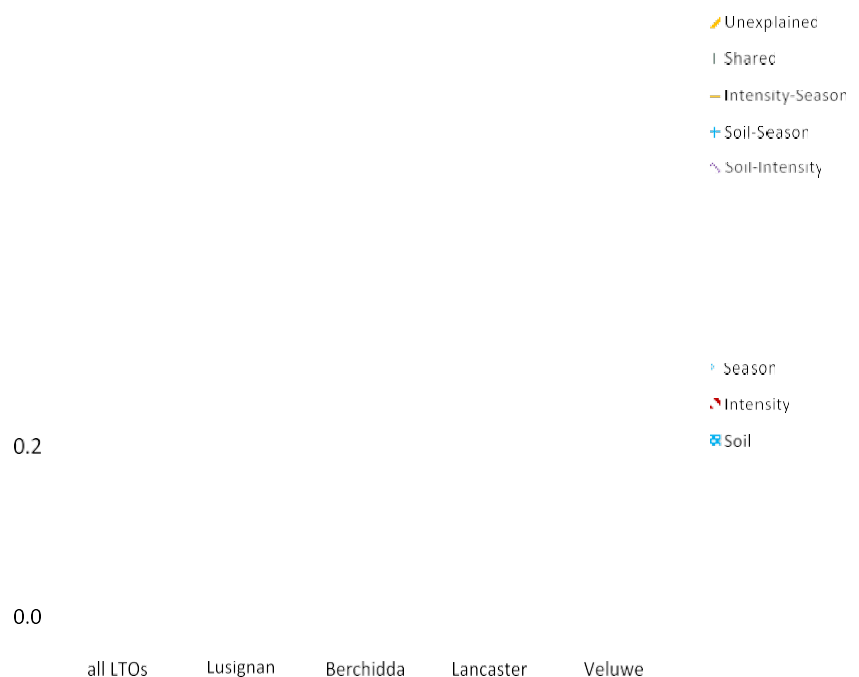 Unexplained
Shared
Intensity-Season
Soil-Season
Soil-Intensity
Season
Intensity
0.2
Soil
0.0
all LTOs Lusignan Berchidda Lancaster Veluwe